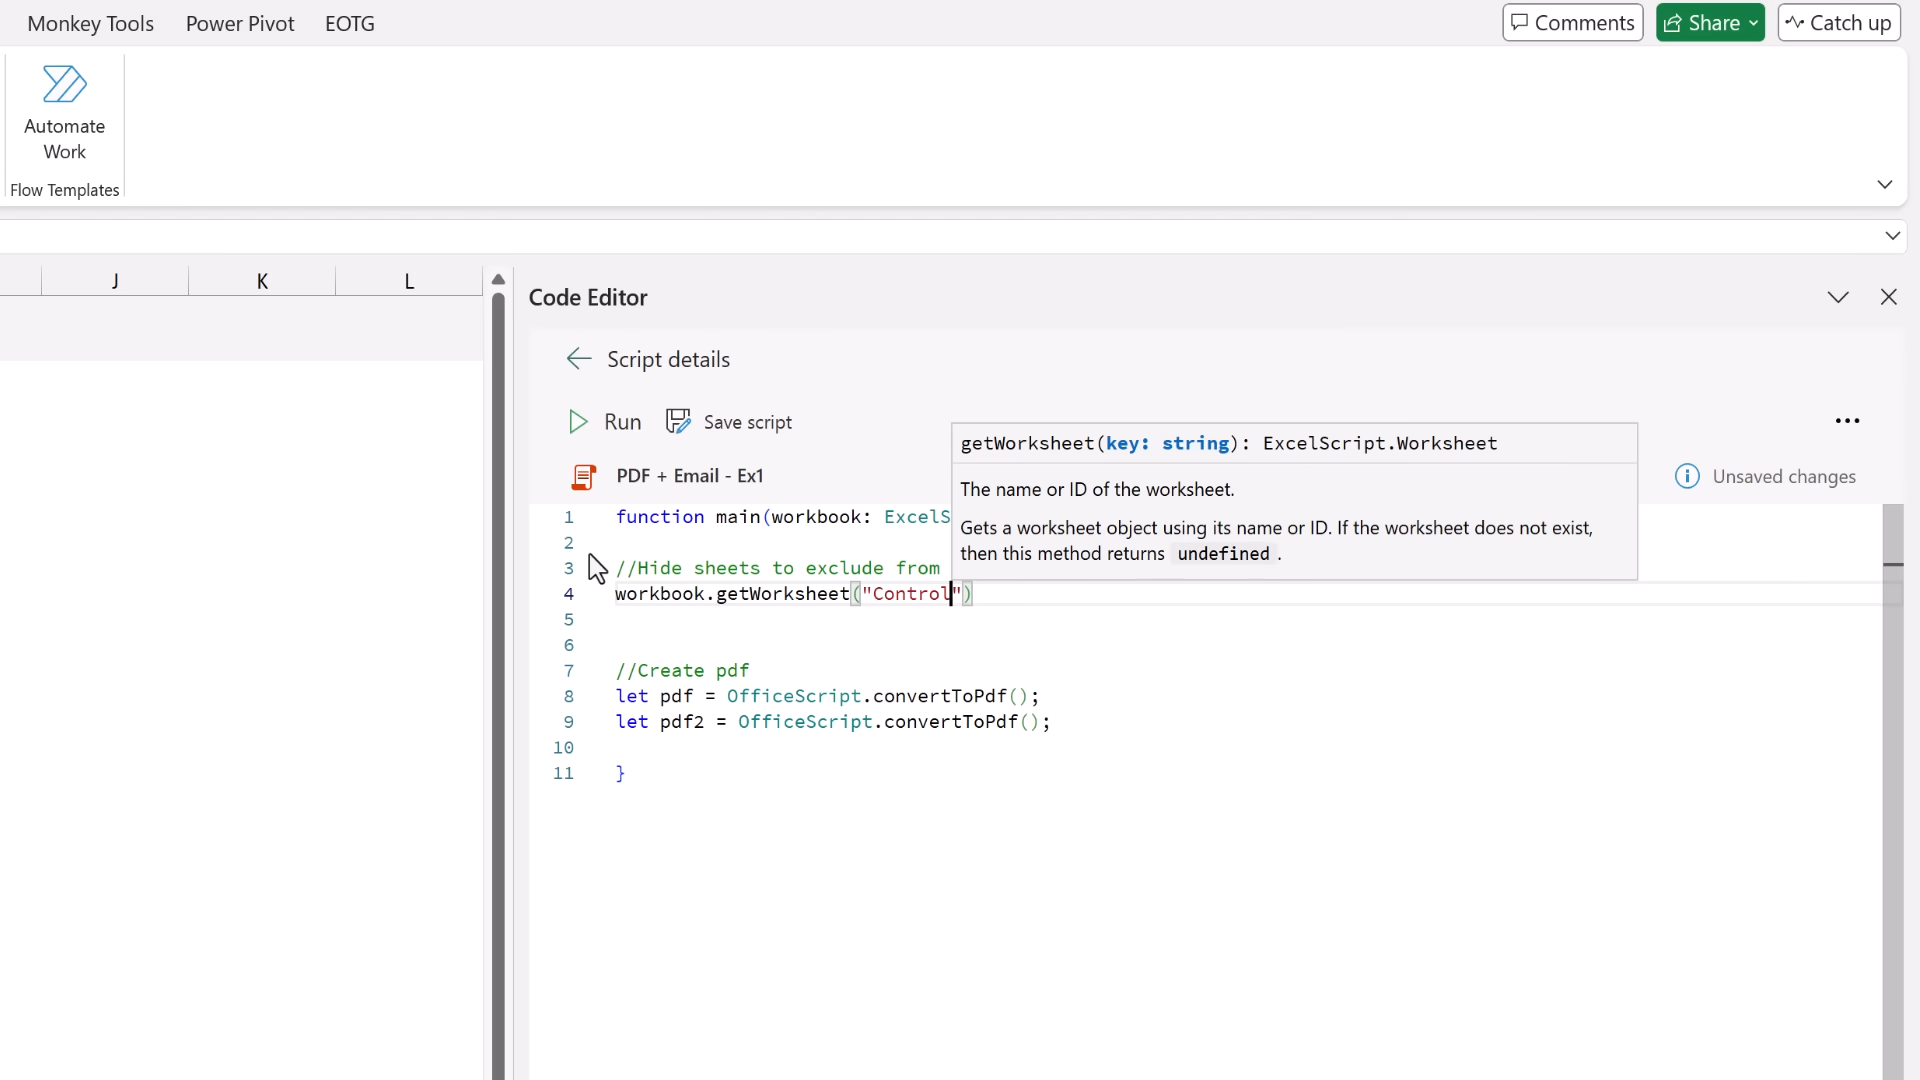 Monkey Tools Power Pivot EOTG
Comments Share Catch up
Automate
Work
Flow Templates
J K L
Code Editor
Script details
Run Save script
getWorksheet(key: string): ExcelScript.Worksheet
PDF + Email - Ex1
Unsaved changes
The name or ID of the worksheet.
Gets a worksheet object using its name or ID. If the worksheet does not exist,
then this method returns undefined .
1 function main(workbook: ExcelS
2
3 //Hide sheets to exclude from
4 workbook.getWorksheet("Control")
5
6
7 //Create pdf
8 let pdf = OfficeScript.convertToPdf();
9 let pdf2 = OfficeScript.convertToPdf();
10
11 }